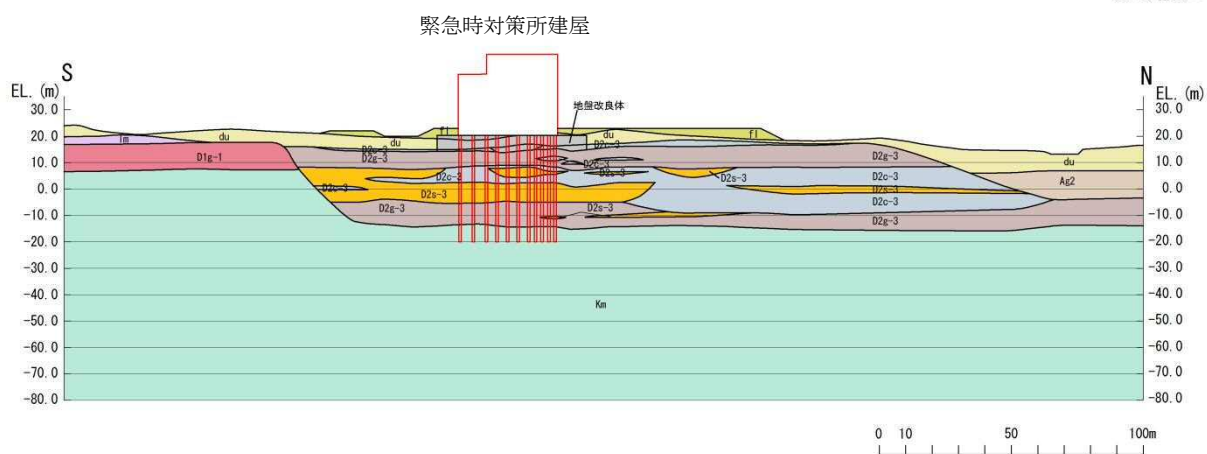 緊急時対策所建屋
S
N
EL. (m)
EL. (m)
地盤改良体
30.0
20.0
10.0
0.0
-10.0
-20.0
-30.0
-40.0
-50.0
-60.0
-70.0
-80.0
lm
du
D1g-1
fl
du
D2c-3
D2g-3
D2c-3
D2c-3
D2s-3
D2g-3
du
fl
D2c-3
D2c-3
D2s-3
D2s-3
D2s-3
D2g-3
D2c-3
D2s-3
D2c-3
D2g-3
du
Ag2
Km
30.0
20.0
10.0
0.0
-10.0
-20.0
-30.0
-40.0
-50.0
-60.0
-70.0
-80.0
0 10 50 100m